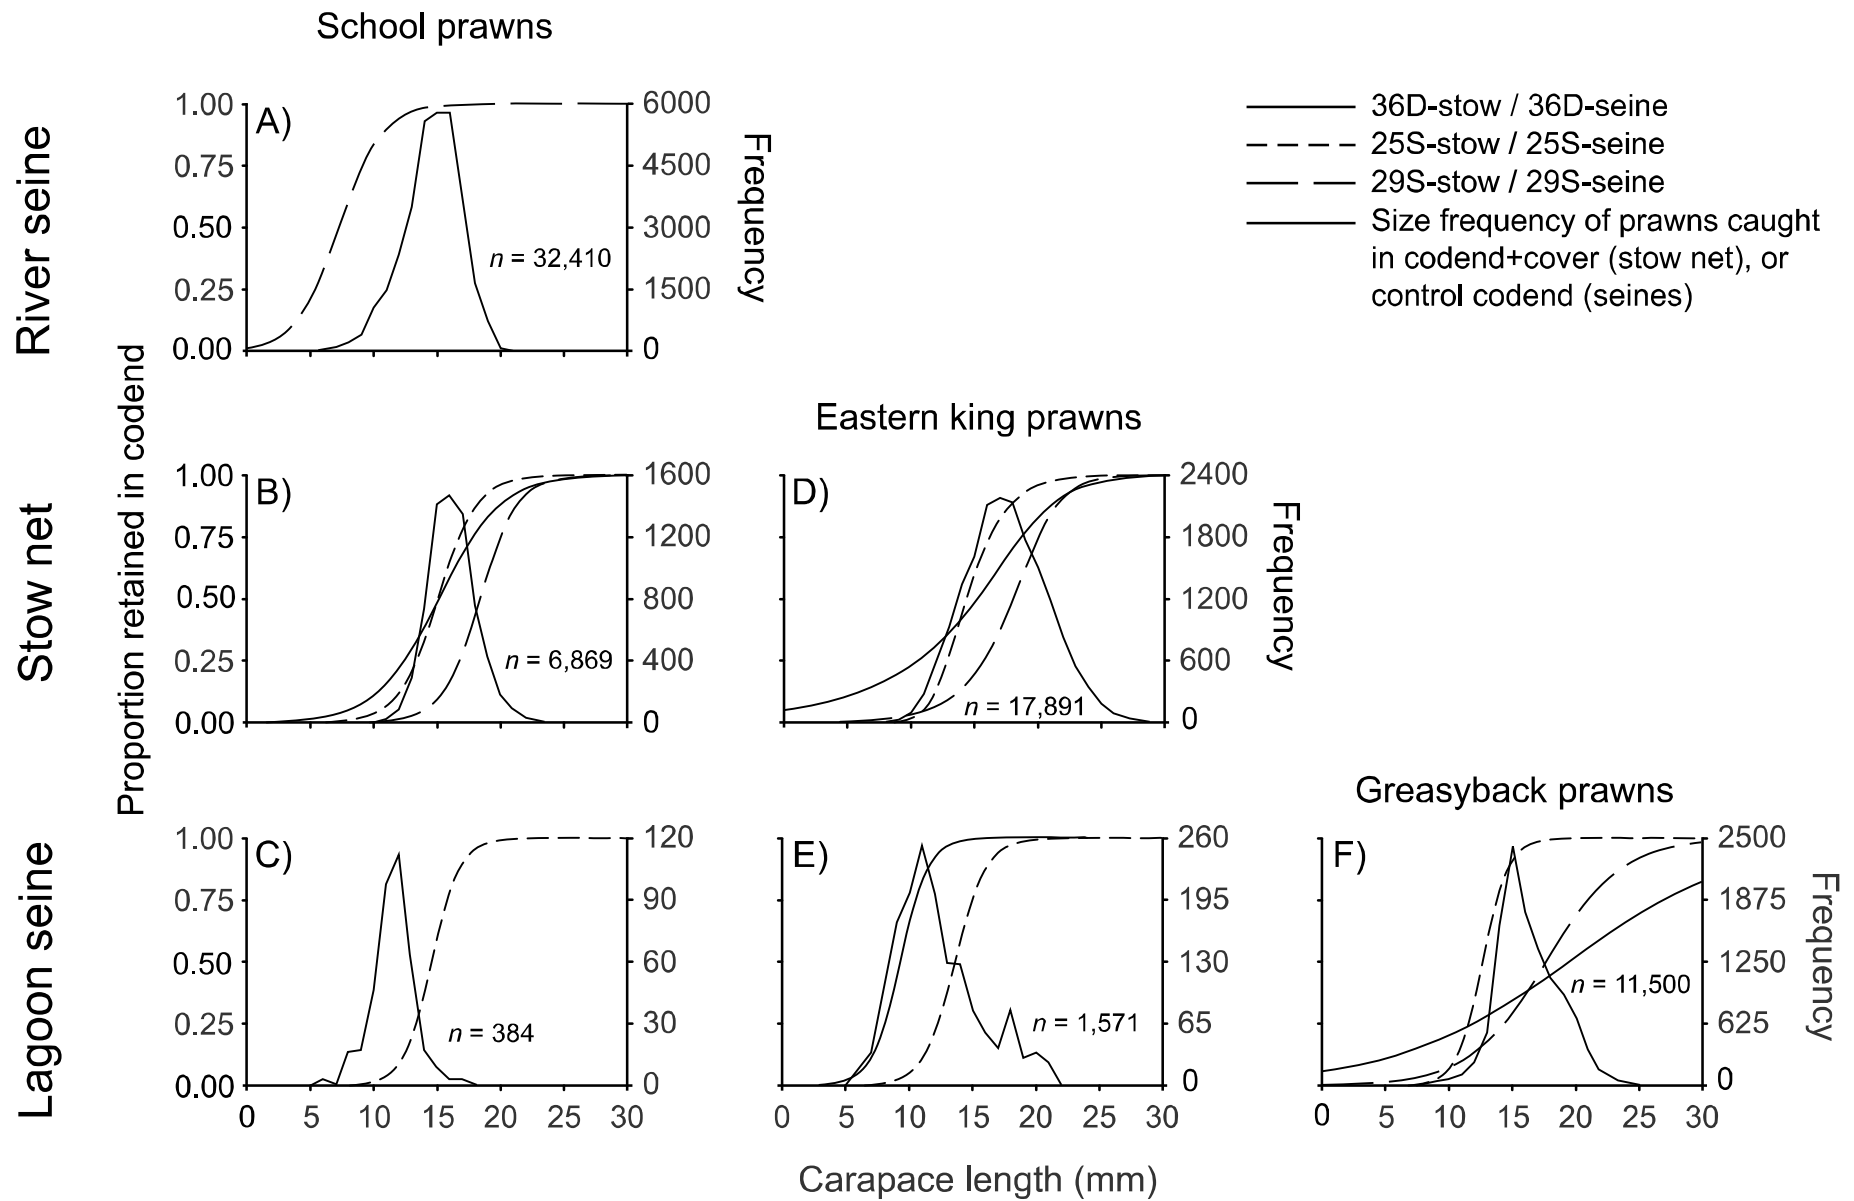 School prawns
River seine
1.00
0.75
0.50
0.25
0.00
A)
n = 32,410
6000
4500
3000
1500
0
Frequency
36D-stow / 36D-seine
25S-stow / 25S-seine
29S-stow / 29S-seine
Size frequency of prawns caught
in codend+cover (stow net), or
control codend (seines)
Proportion retained in codend
Eastern king prawns
Stow net
1.00
0.75
0.50
0.25
0.00
B)
n = 6,869
1600
1200
800
400
0
D)
n = 17,891
2400
1800
1200
600
0
Frequency
Greasyback prawns
Lagoon seine
1.00
0.75
0.50
0.25
0.00
C)
n = 384
120
90
60
30
0
0 5 10 15 20 25 30
E)
n = 1,571
260
195
130
65
0
0 5 10 15 20 25 30
F)
n = 11,500
2500
1875
1250
625
0
Frequency
0 5 10 15 20 25 30
Carapace length (mm)